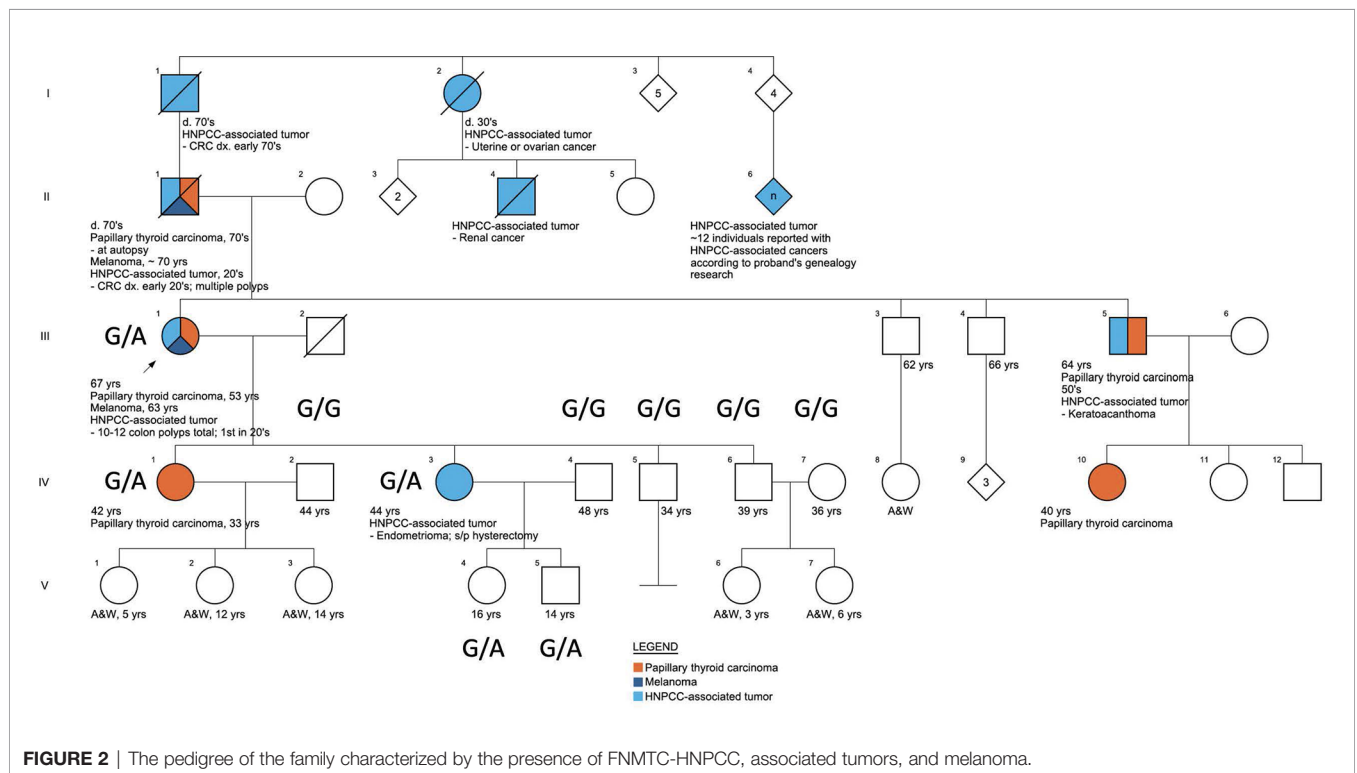 1
2
3
4
I
5
4
d. 70's
HNPCC-associated tumor
- CRC dx. early 70's
d. 30's
HNPCC-associated tumor
- Uterine or ovarian cancer
1
2
3
4
5
6
II
2
n
d. 70's
Papillary thyroid carcinoma, 70's
- at autopsy
Melanoma, ~ 70 yrs
HNPCC-associated tumor, 20's
- CRC dx. early 20's; multiple polyps
HNPCC-associated tumor
- Renal cancer
HNPCC-associated tumor
~12 individuals reported with
HNPCC-associated cancers
according to proband's genealogy
research
1
2
3
4
5
6
III
G/A
67 yrs
Papillary thyroid carcinoma, 53 yrs
Melanoma, 63 yrs
HNPCC-associated tumor
- 10-12 colon polyps total; 1st in 20's
62 yrs
66 yrs
64 yrs
Papillary thyroid carcinoma
50's
HNPCC-associated tumor
- Keratoacanthoma
G/G
G/G
G/G
G/G
G/G
1
2
3
4
5
6
7
8
9
10
11
12
IV
G/A
G/A
3
42 yrs
Papillary thyroid carcinoma, 33 yrs
44 yrs
44 yrs
HNPCC-associated tumor
- Endometrioma; s/p hysterectomy
48 yrs
34 yrs
39 yrs
36 yrs
A&W
40 yrs
Papillary thyroid carcinoma
1
2
3
4
5
6
7
V
A&W, 5 yrs
A&W, 12 yrs
A&W, 14 yrs
16 yrs
14 yrs
A&W, 3 yrs
A&W, 6 yrs
G/A
G/A
LEGEND
Papillary thyroid carcinoma
Melanoma
HNPCC-associated tumor
FIGURE 2 | The pedigree of the family characterized by the presence of FNMTC-HNPCC, associated tumors, and melanoma.